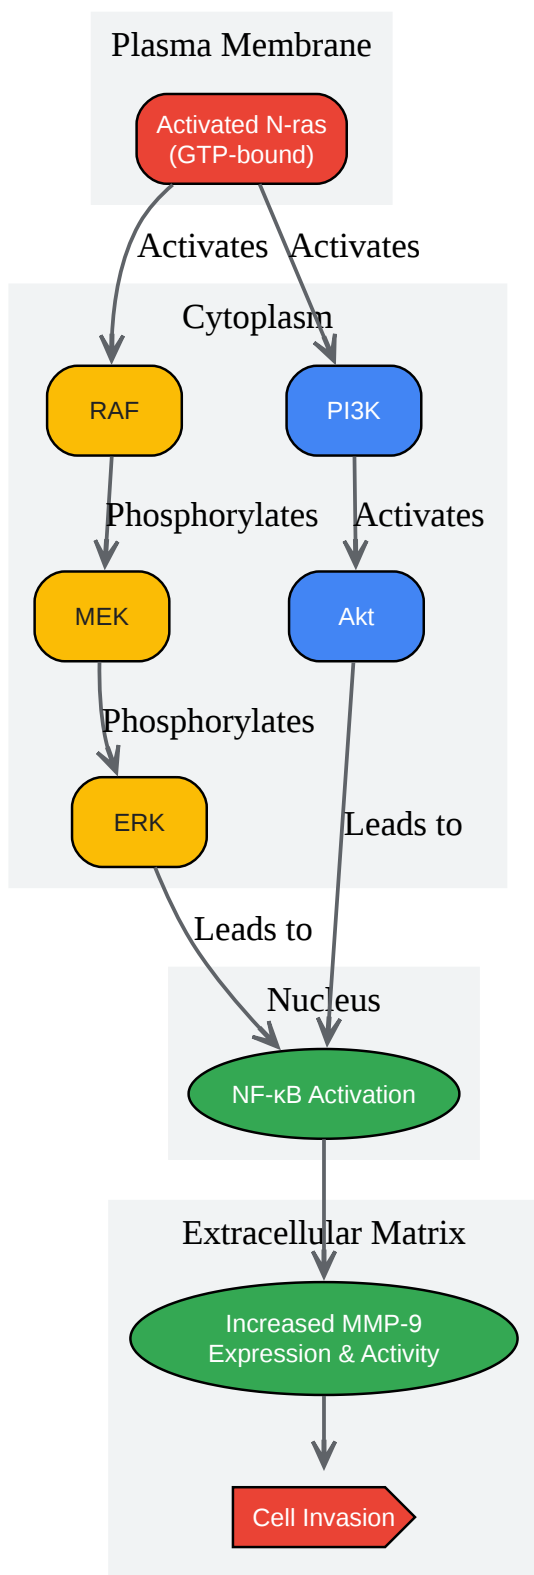 Plasma Membrane
Activated N-ras
(GTP-bound)
Activates
Activates
Cytoplasm
RAF
PI3K
Phosphorylates
Activates
MEK
Akt
Phosphorylates
ERK
Leads to
Leads to
Nucleus
NF-κB Activation
Extracellular Matrix
Increased MMP-9
Expression & Activity
Cell Invasion